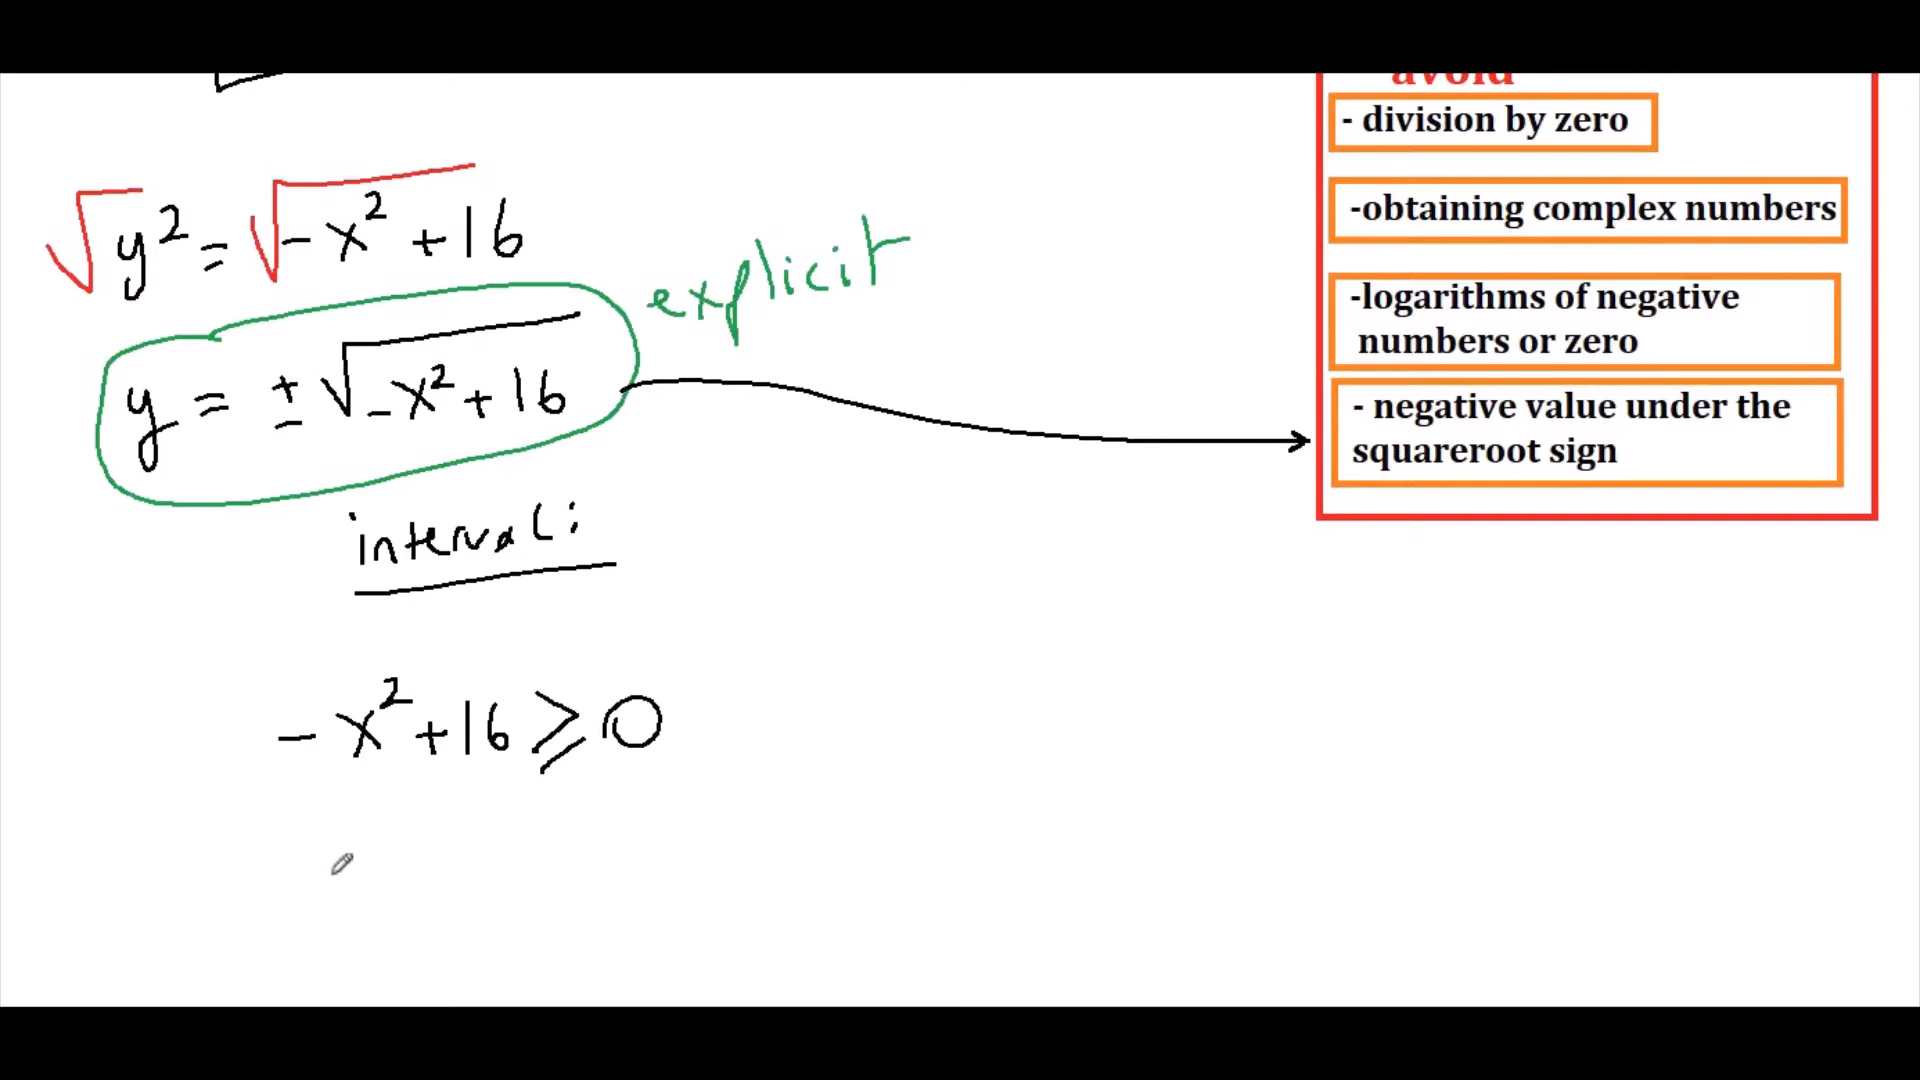 √y² = √-x² + 16
explicit
y = ± √-x² + 16
interval:
-x² + 16 ≥ 0
avoid
- division by zero
-obtaining complex numbers
-logarithms of negative
numbers or zero
- negative value under the
squareroot sign